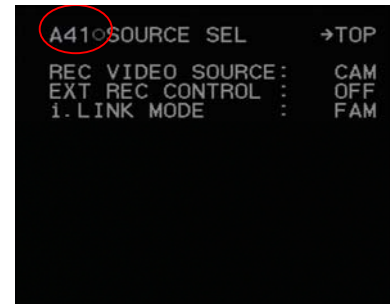 A41○SOURCE SEL →TOP
REC VIDEO SOURCE: CAM
EXT REC CONTROL : OFF
i.LINK MODE : FAM